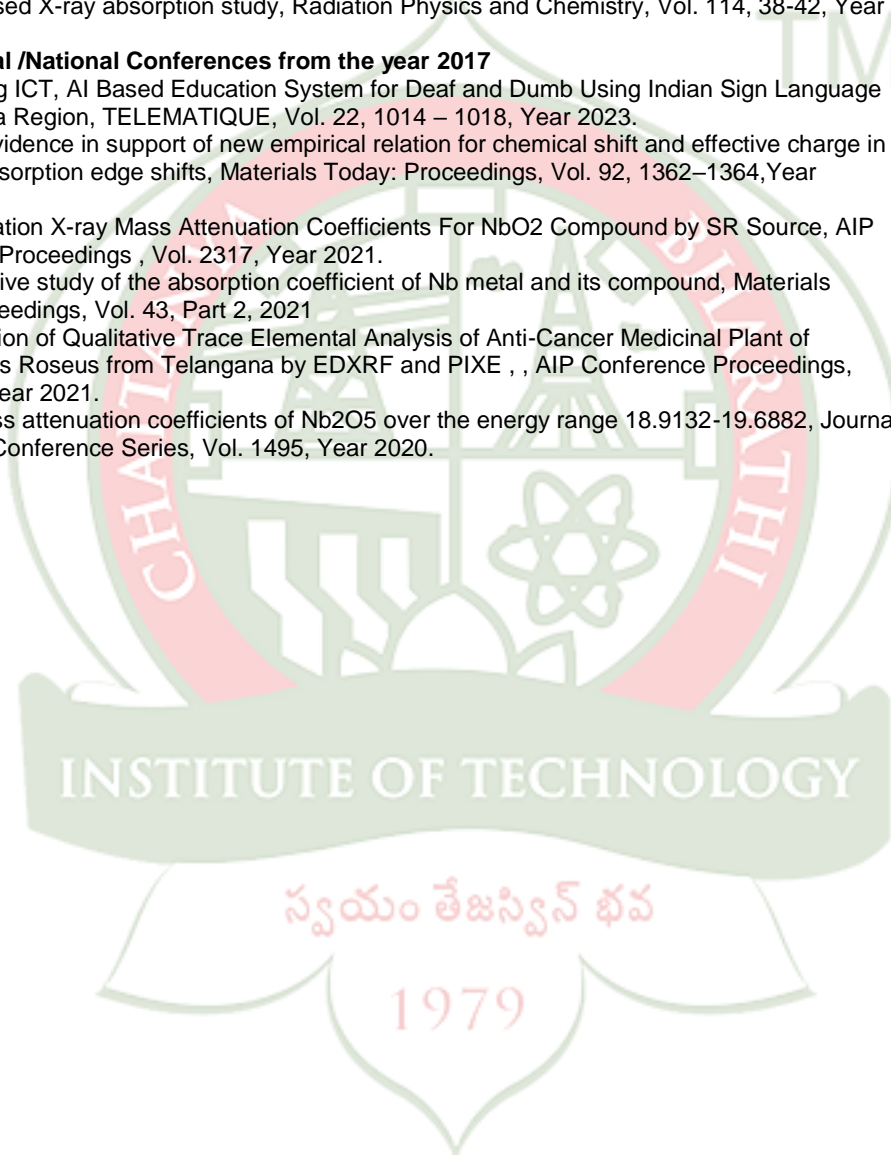 sed X-ray absorption study, Radiation Physics and Chemistry, Vol. 114, 38-42, Year
TM
al /National Conferences from the year 2017
g ICT, AI Based Education System for Deaf and Dumb Using Indian Sign Language
a Region, TELEMATIQUE, Vol. 22, 1014 – 1018, Year 2023.
vidence in support of new empirical relation for chemical shift and effective charge in
sorption edge shifts, Materials Today: Proceedings, Vol. 92, 1362–1364,Year
ation X-ray Mass Attenuation Coefficients For NbO2 Compound by SR Source, AIP
Proceedings , Vol. 2317, Year 2021.
ive study of the absorption coefficient of Nb metal and its compound, Materials
eedings, Vol. 43, Part 2, 2021
ion of Qualitative Trace Elemental Analysis of Anti-Cancer Medicinal Plant of
s Roseus from Telangana by EDXRF and PIXE , , AIP Conference Proceedings,
ear 2021.
ss attenuation coefficients of Nb2O5 over the energy range 18.9132-19.6882, Journa
Conference Series, Vol. 1495, Year 2020.
CHAITANYA BHARATHI
INSTITUTE OF TECHNOLOGY
స్వయం తేజస్విన్ భవ
1979